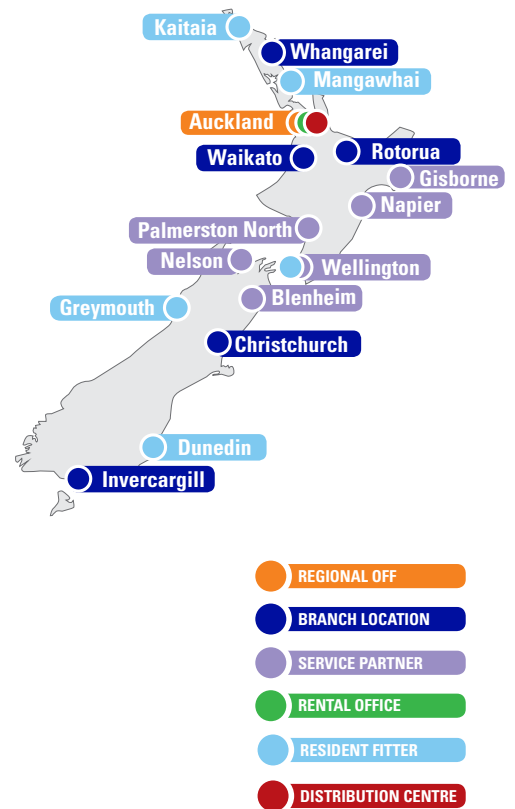 Kaitaia
Whangarei
Mangawhai
Auckland
Waikato
Rotorua
Gisborne
Napier
Palmerston North
Nelson
Wellington
Blenheim
Greymouth
Christchurch
Dunedin
Invercargill
REGIONAL OFF
BRANCH LOCATION
SERVICE PARTNER
RENTAL OFFICE
RESIDENT FITTER
DISTRIBUTION CENTRE